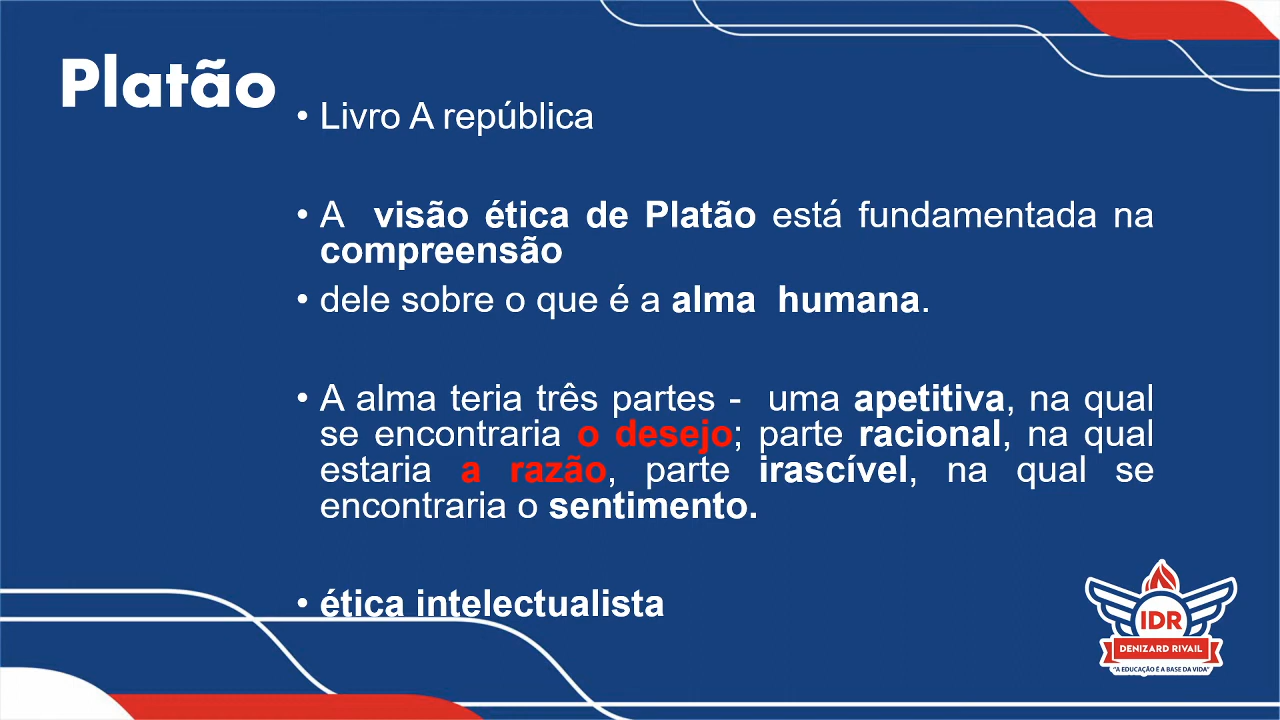 Platão
• Livro A república
• A visão ética de Platão está fundamentada na
compreensão
• dele sobre o que é a alma humana.
• A alma teria três partes - uma apetitiva, na qual
se encontraria o desejo; parte racional, na qual
estaria a razão, parte irascível, na qual se
encontraria o sentimento.
• ética intelectualista
IDR
DENIZARD RIVAIL
"A EDUCAÇÃO É A BASE DA VIDA"